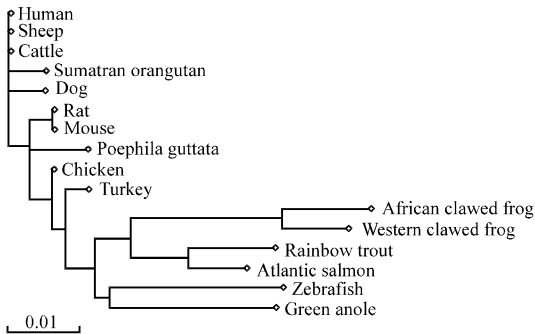 Human
Sheep
Cattle
Sumatran orangutan
Dog
Rat
Mouse
Poephila guttata
Chicken
Turkey
African clawed frog
Western clawed frog
Rainbow trout
Atlantic salmon
Zebrafish
Green anole
0.01